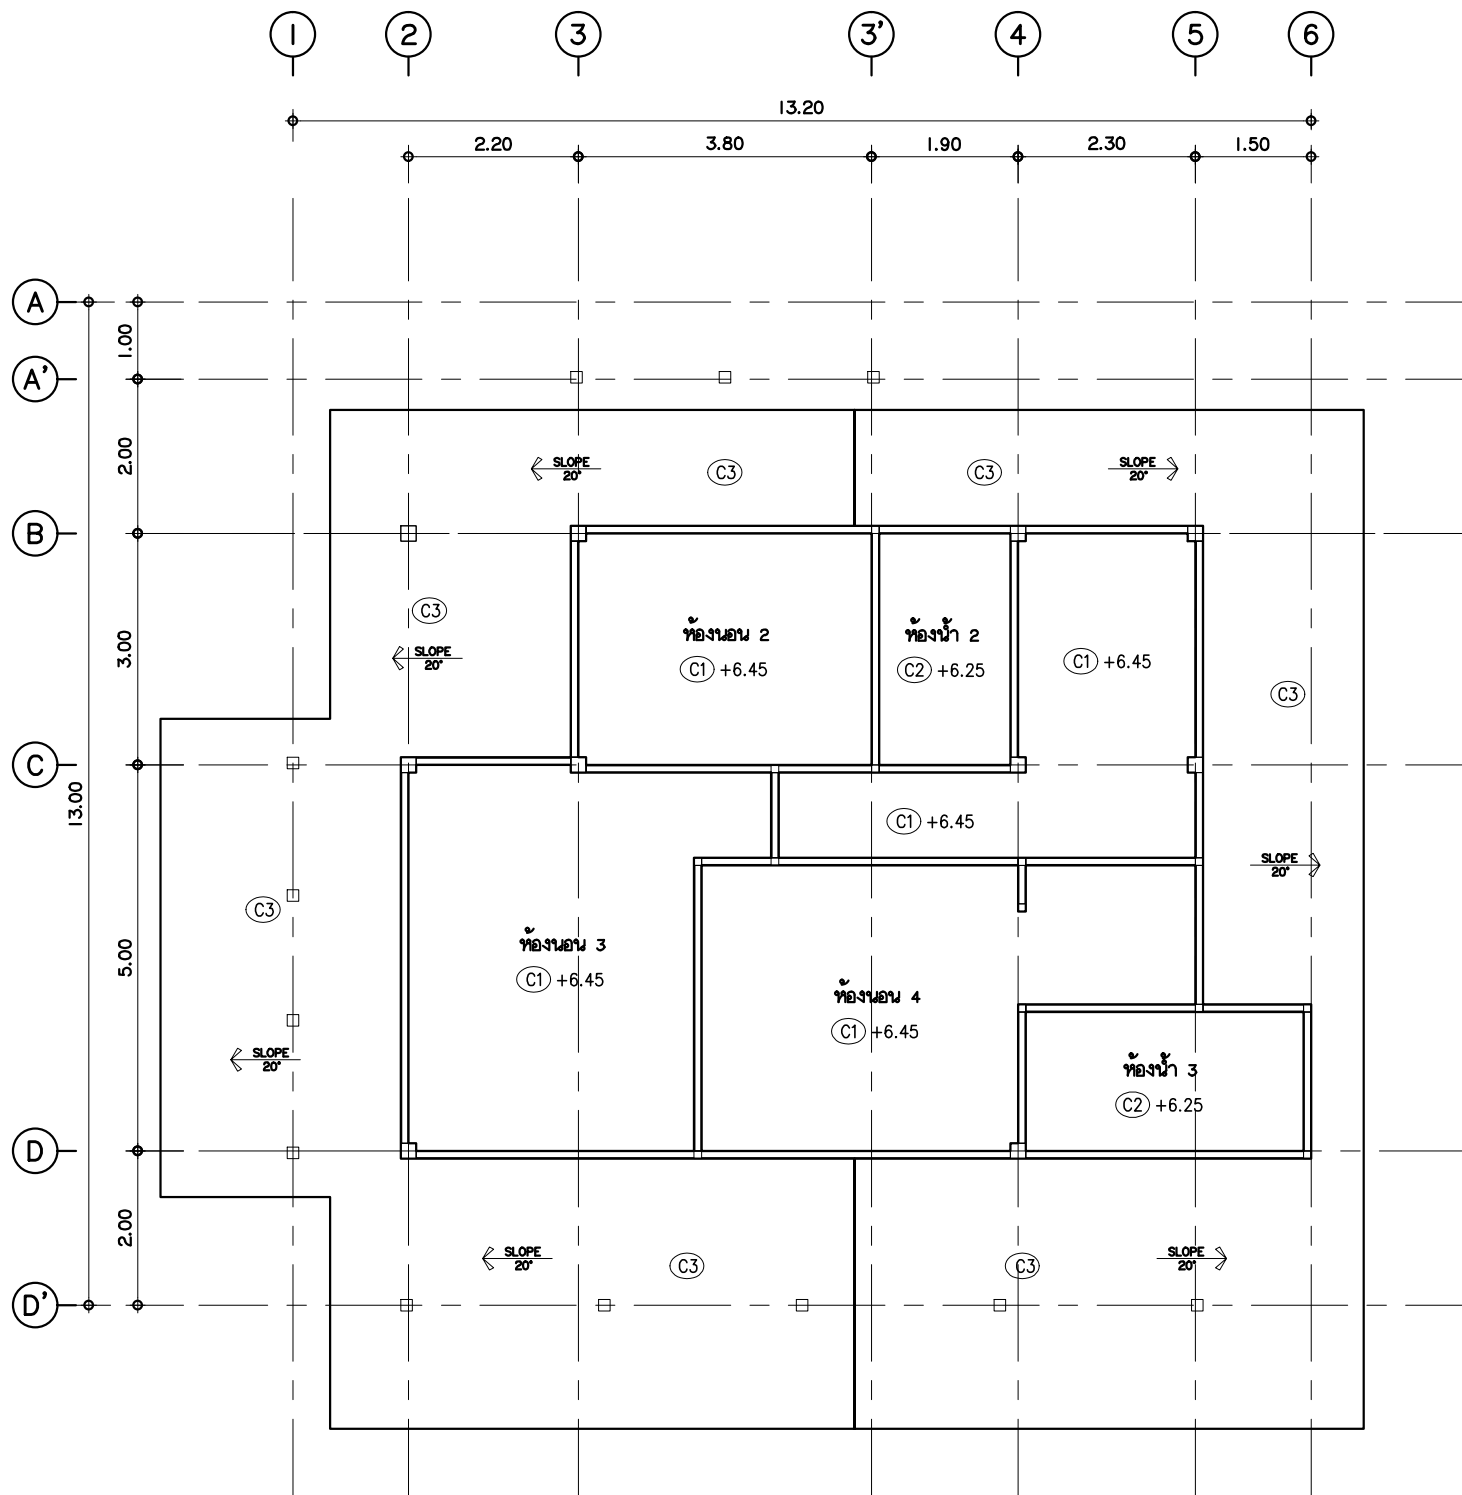 1 2 3 3' 4 5 6
13.20
2.20 3.80 1.90 2.30 1.50
A
1.00
A'
2.00
SLOPE
20°
C3
C3
SLOPE
20°
B
C3
3.00
SLOPE
20°
ห้องนอน 2
C1 +6.45
ห้องน้ำ 2
C2 +6.25
C1 +6.45
C3
C
13.00
C1 +6.45
SLOPE
20°
C3
5.00
ห้องนอน 3
C1 +6.45
ห้องนอน 4
C1 +6.45
SLOPE
20°
ห้องน้ำ 3
C2 +6.25
D
2.00
SLOPE
20°
C3
C3
SLOPE
20°
D'